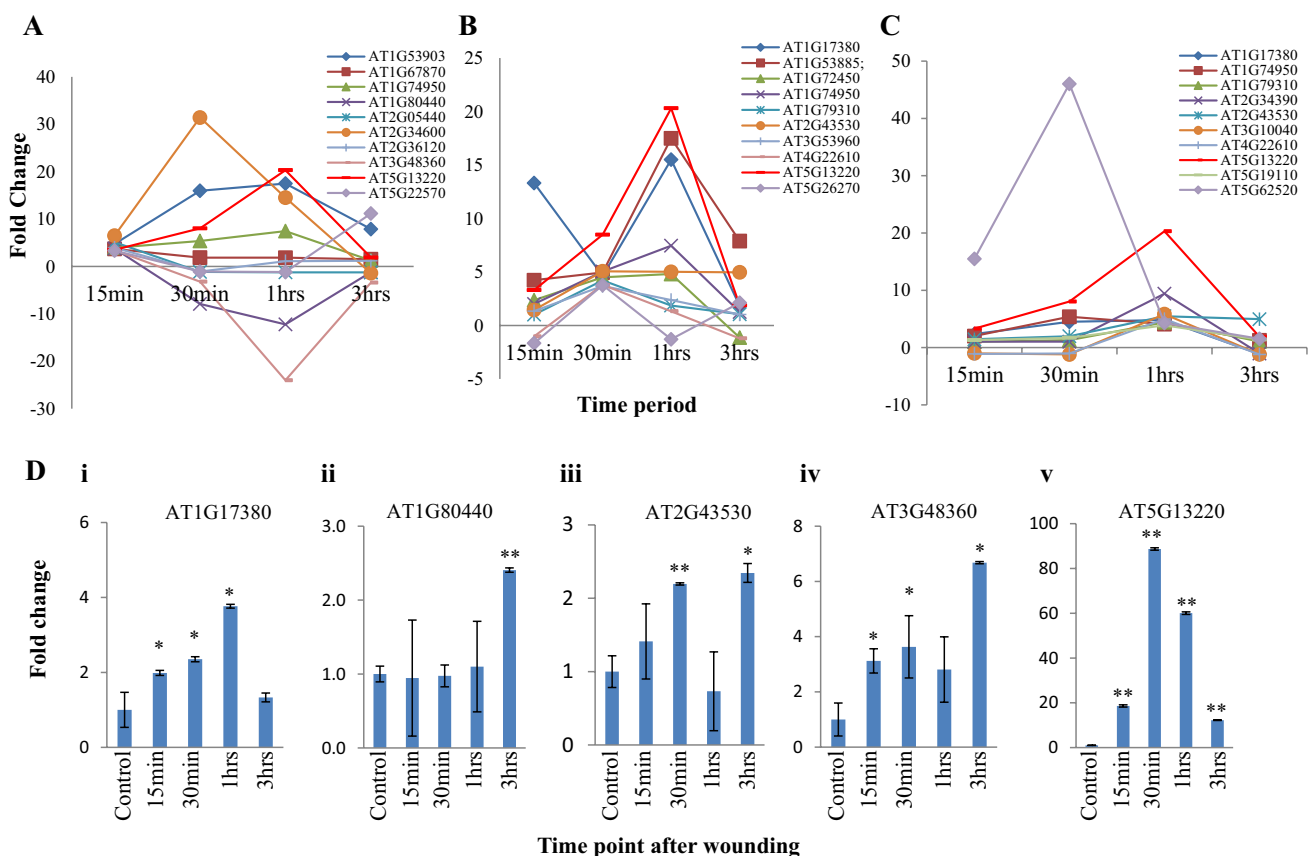 A
Fold Change
40
30
20
10
0
-10
-20
-30
15min
30min
1hrs
3hrs
AT1G53903
AT1G67870
AT1G74950
AT1G80440
AT2G05440
AT2G34600
AT2G36120
AT3G48360
AT5G13220
AT5G22570
B
25
20
15
10
5
0
-5
15min
30min
1hrs
3hrs
AT1G17380
AT1G53885;
AT1G72450
AT1G74950
AT1G79310
AT2G43530
AT3G53960
AT4G22610
AT5G13220
AT5G26270
Time period
C
50
40
30
20
10
0
-10
15min
30min
1hrs
3hrs
AT1G17380
AT1G74950
AT1G79310
AT2G34390
AT2G43530
AT3G10040
AT4G22610
AT5G13220
AT5G19110
AT5G62520
D
Fold change
i
AT1G17380
6
4
2
0
*
*
*
Control
15min
30min
1hrs
3hrs
ii
AT1G80440
3.0
2.0
1.0
0.0
**
Control
15min
30min
1hrs
3hrs
iii
AT2G43530
3
2
1
0
**
*
Control
15min
30min
1hrs
3hrs
iv
AT3G48360
8
6
4
2
0
*
*
*
Control
15min
30min
1hrs
3hrs
v
AT5G13220
100
80
60
40
20
0
**
**
**
**
Control
15min
30min
1hrs
3hrs
Time point after wounding